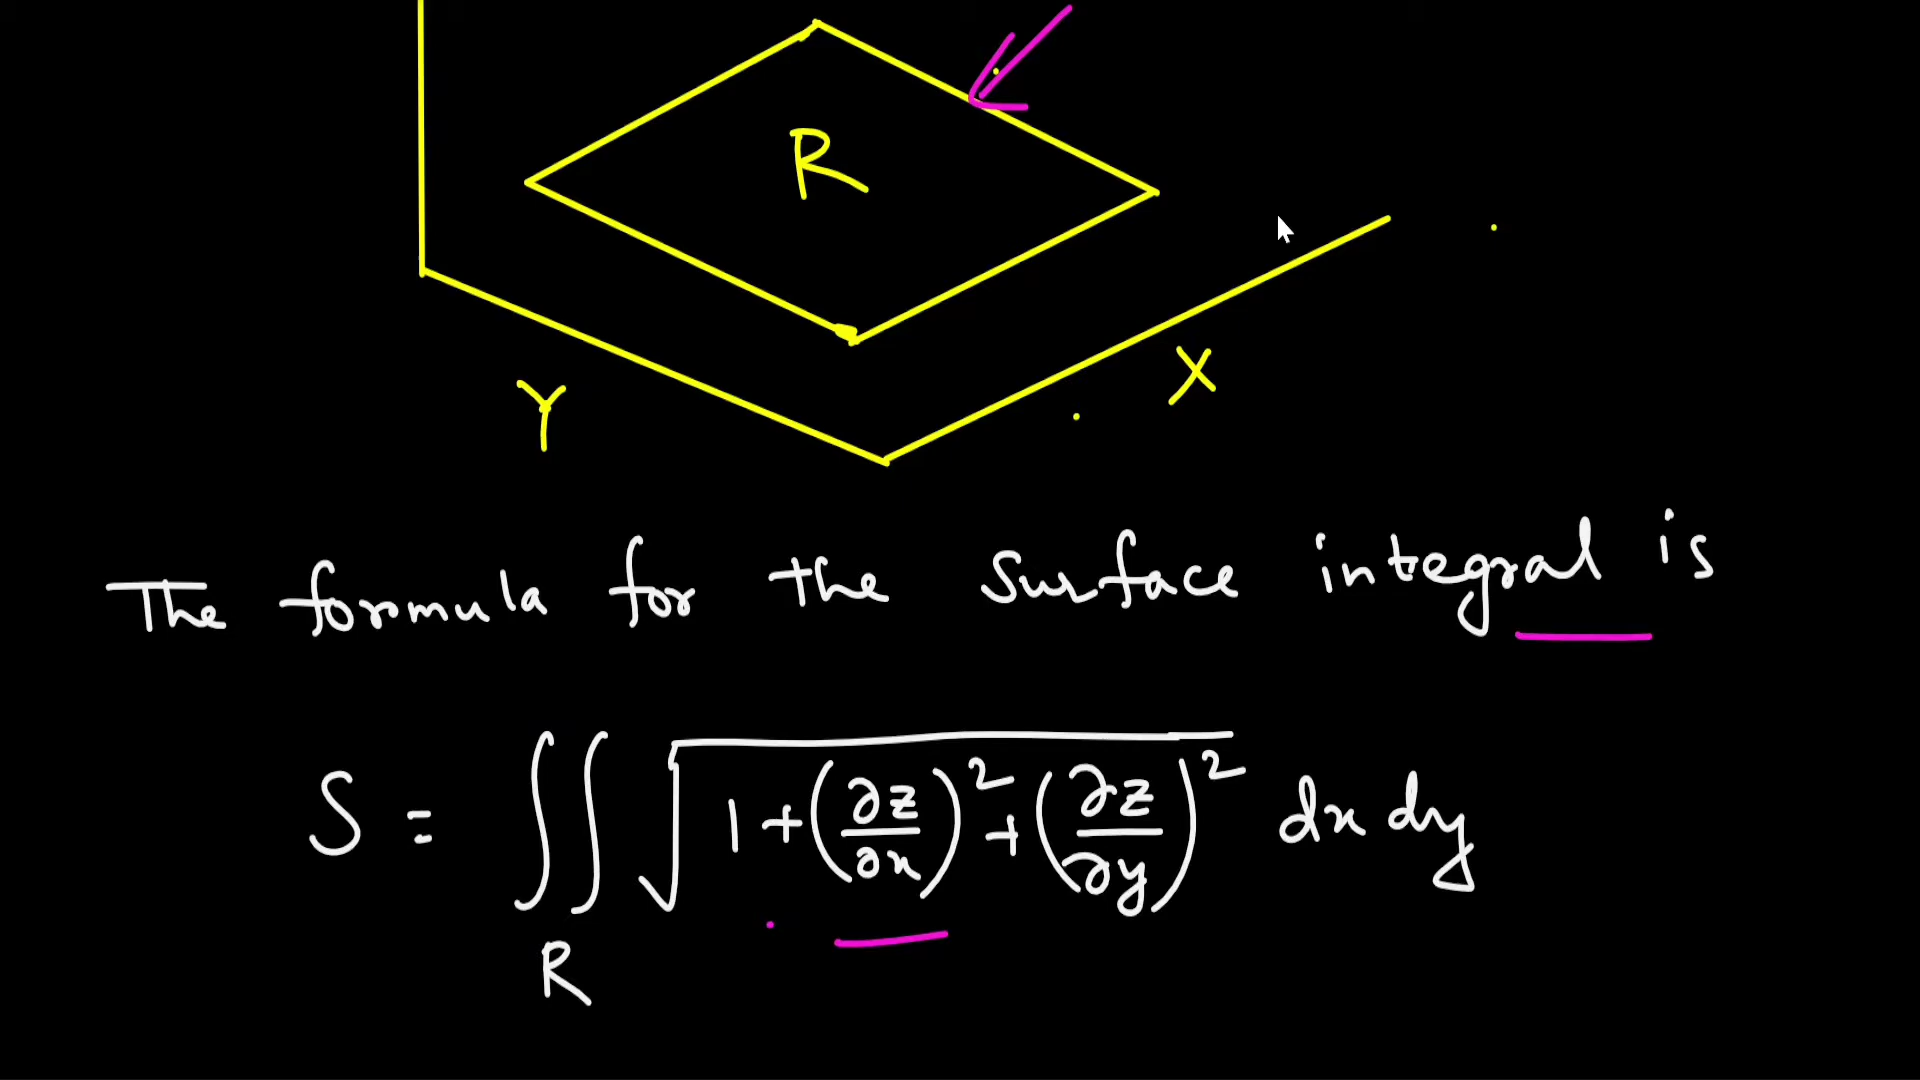 R
X
Y
The formula for the surface integral is
S = ∬ √(1 + (∂z/∂x)² + (∂z/∂y)²) dx dy
R